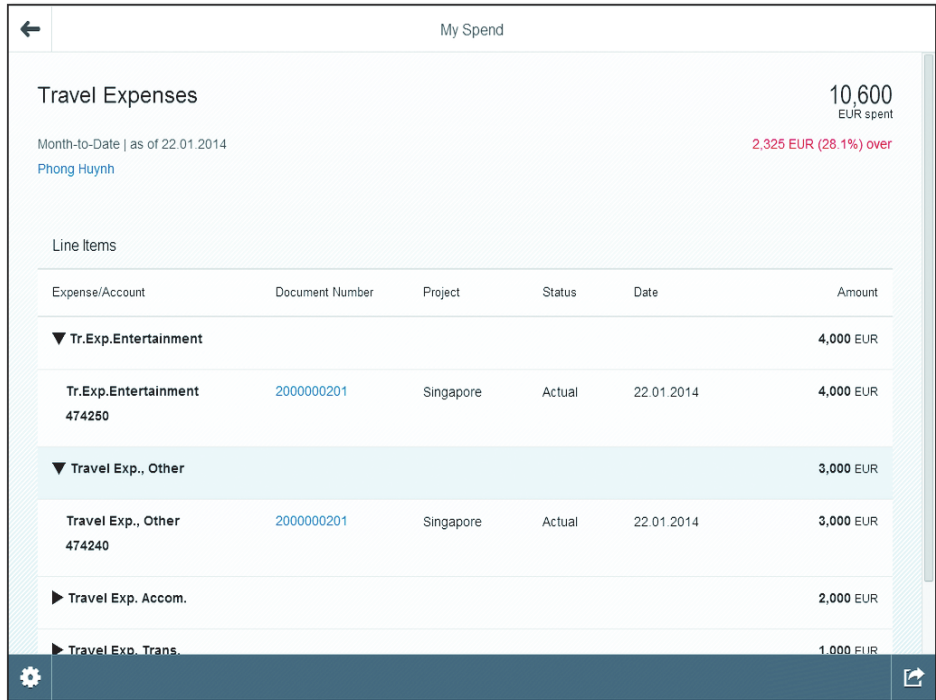 My Spend
Travel Expenses
10,600
EUR spent
Month-to-Date | as of 22.01.2014
2,325 EUR (28.1%) over
Phong Huynh
Line Items
Expense/Account Document Number Project Status Date Amount
Tr.Exp.Entertainment 4,000 EUR
Tr.Exp.Entertainment 2000000201 Singapore Actual 22.01.2014 4,000 EUR
474250
Travel Exp., Other 3,000 EUR
Travel Exp., Other 2000000201 Singapore Actual 22.01.2014 3,000 EUR
474240
Travel Exp. Accom. 2,000 EUR
Travel Exp. Trans. 1,000 EUR